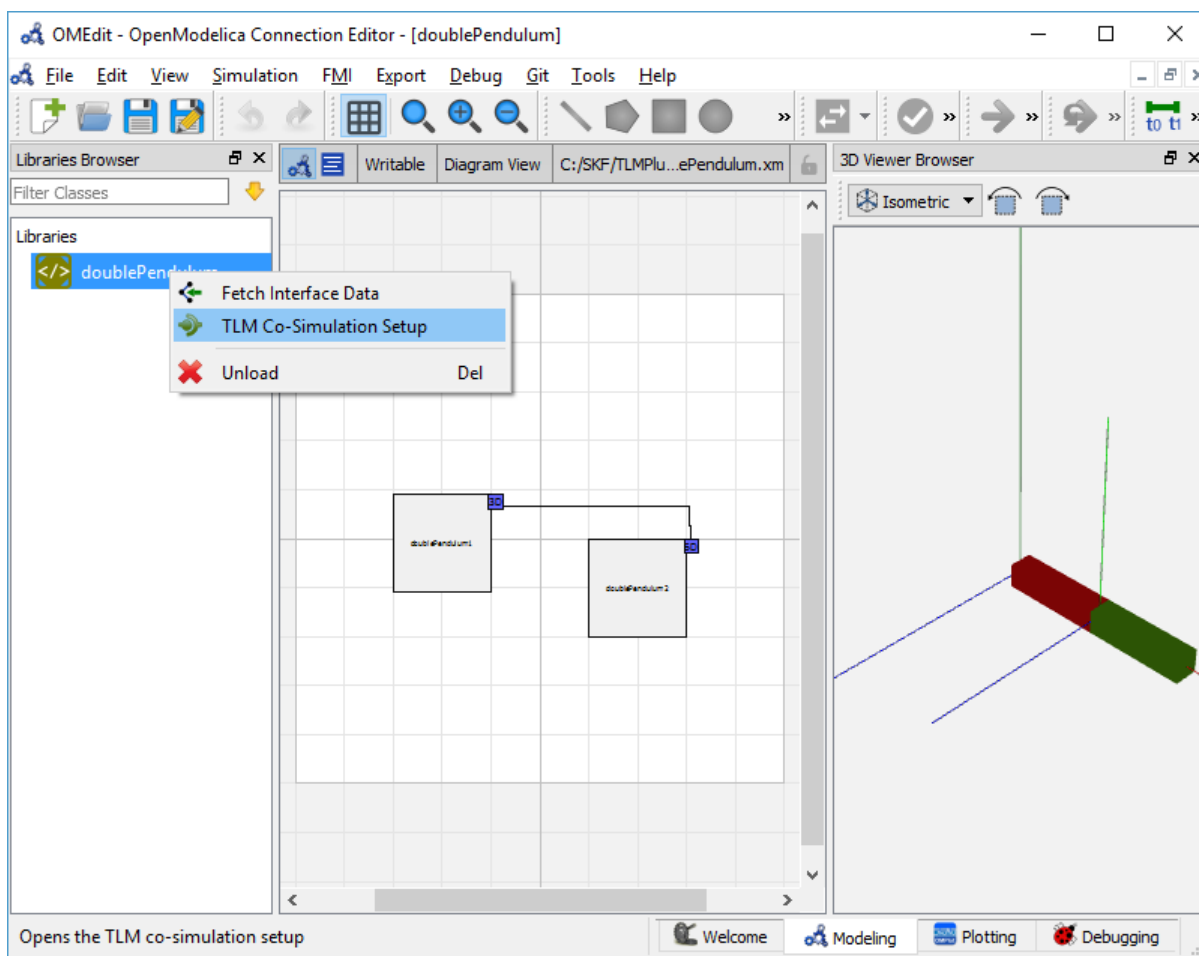 OMEdit - OpenModelica Connection Editor - [doublePendulum]
File Edit View Simulation FMI Export Debug Git Tools Help
» » » » t0 t1 »
Libraries Browser
Writable Diagram View C:/SKF/TLMPlu...ePendulum.xm
3D Viewer Browser
Filter Classes
Isometric
Libraries
</> doublePendulum
Fetch Interface Data
TLM Co-Simulation Setup
Unload Del
3D
doublePendulum1
3D
doublePendulum2
Opens the TLM co-simulation setup
Welcome Modeling Plotting Debugging